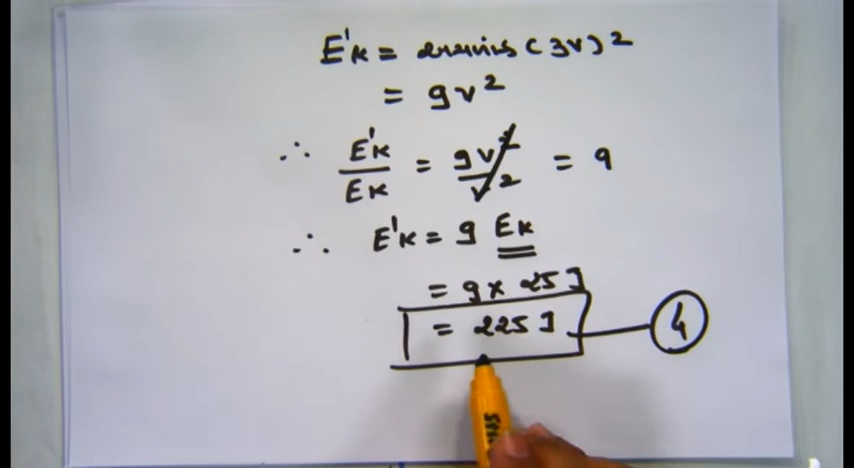 E'k = (3v)²
= 9v²
∴ E'k/Ek = 9v²/v² = 9
∴ E'k = 9 Ek
= 9 × 25 J
= 225 J
4